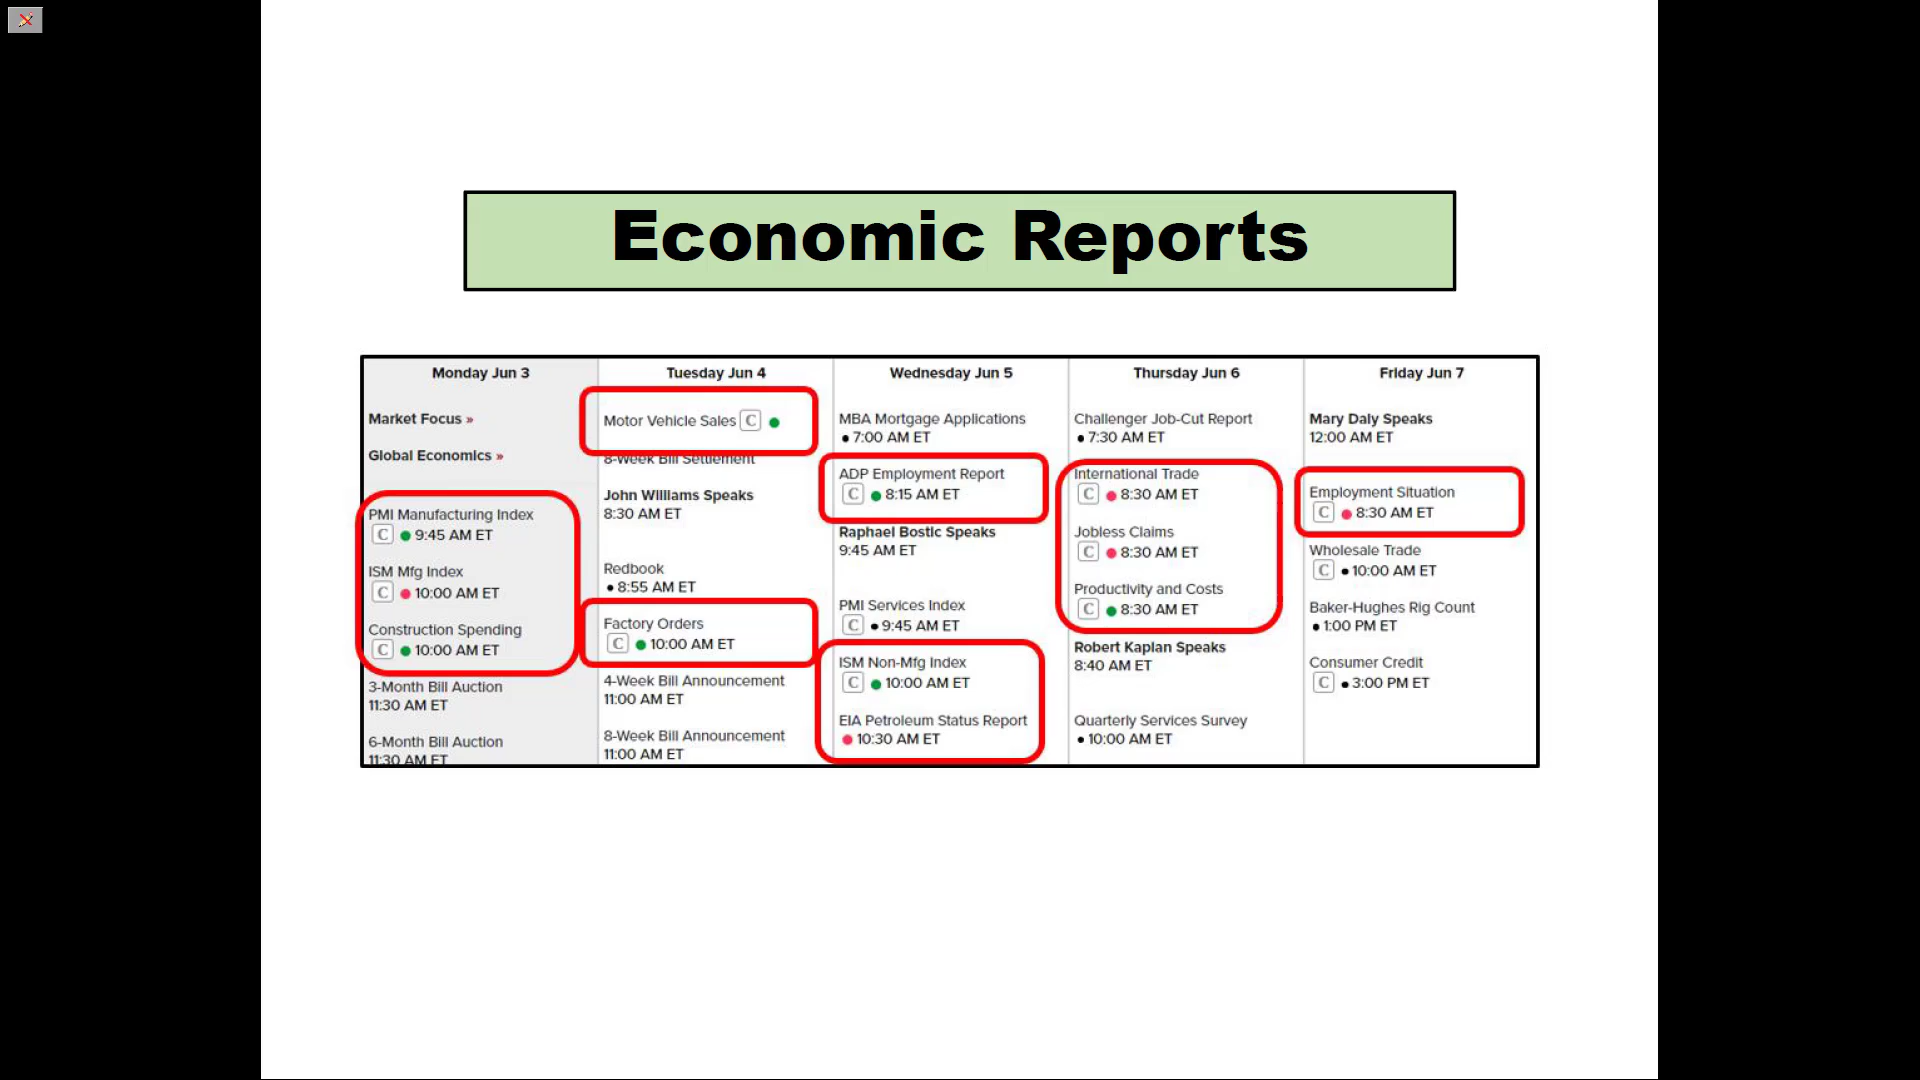 Economic Reports
Monday Jun 3
Market Focus »
Global Economics »
PMI Manufacturing Index
C ● 9:45 AM ET
ISM Mfg Index
C ● 10:00 AM ET
Construction Spending
C ● 10:00 AM ET
3-Month Bill Auction
11:30 AM ET
6-Month Bill Auction
11:30 AM ET
Tuesday Jun 4
Motor Vehicle Sales C ●
8-Week Bill Settlement
John Williams Speaks
8:30 AM ET
Redbook
● 8:55 AM ET
Factory Orders
C ● 10:00 AM ET
4-Week Bill Announcement
11:00 AM ET
8-Week Bill Announcement
11:00 AM ET
Wednesday Jun 5
MBA Mortgage Applications
● 7:00 AM ET
ADP Employment Report
C ● 8:15 AM ET
Raphael Bostic Speaks
9:45 AM ET
PMI Services Index
C ● 9:45 AM ET
ISM Non-Mfg Index
C ● 10:00 AM ET
EIA Petroleum Status Report
● 10:30 AM ET
Thursday Jun 6
Challenger Job-Cut Report
● 7:30 AM ET
International Trade
C ● 8:30 AM ET
Jobless Claims
C ● 8:30 AM ET
Productivity and Costs
C ● 8:30 AM ET
Robert Kaplan Speaks
8:40 AM ET
Quarterly Services Survey
● 10:00 AM ET
Friday Jun 7
Mary Daly Speaks
12:00 AM ET
Employment Situation
C ● 8:30 AM ET
Wholesale Trade
C ● 10:00 AM ET
Baker-Hughes Rig Count
● 1:00 PM ET
Consumer Credit
C ● 3:00 PM ET